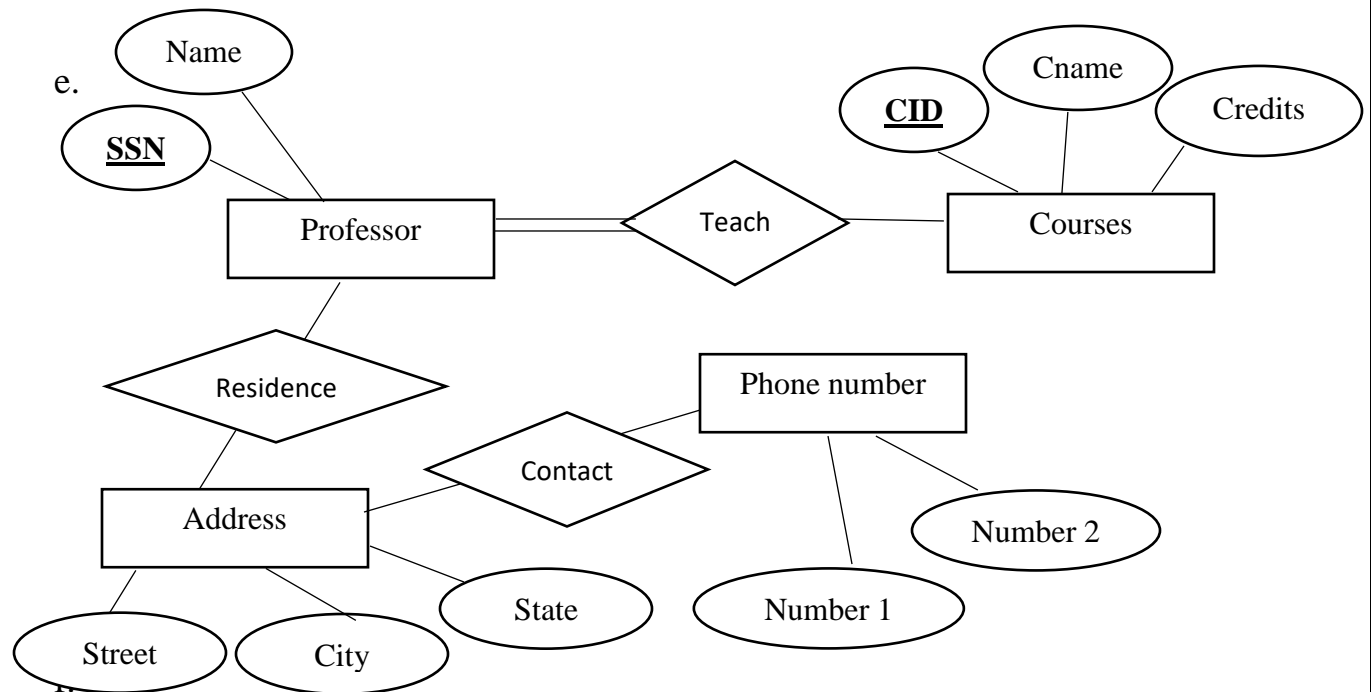 Name
e.
SSN
Cname
CID
Credits
Professor
Teach
Courses
Residence
Phone number
Contact
Address
Number 2
State
Number 1
Street
City